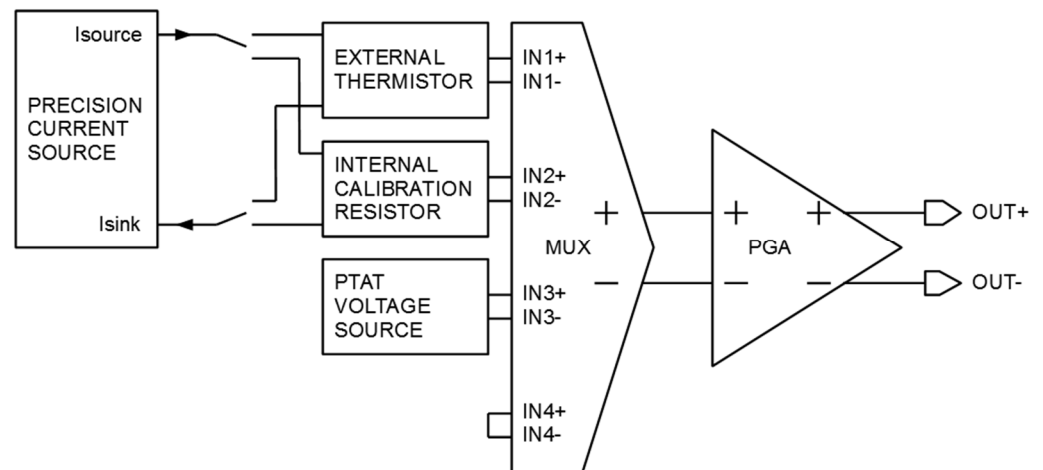 Isource
PRECISION
CURRENT
SOURCE
Isink
EXTERNAL
THERMISTOR
INTERNAL
CALIBRATION
RESISTOR
PTAT
VOLTAGE
SOURCE
IN1+
IN1-
IN2+
IN2-
IN3+
IN3-
IN4+
IN4-
+
MUX
−
+ +
PGA
− −
OUT+
OUT-